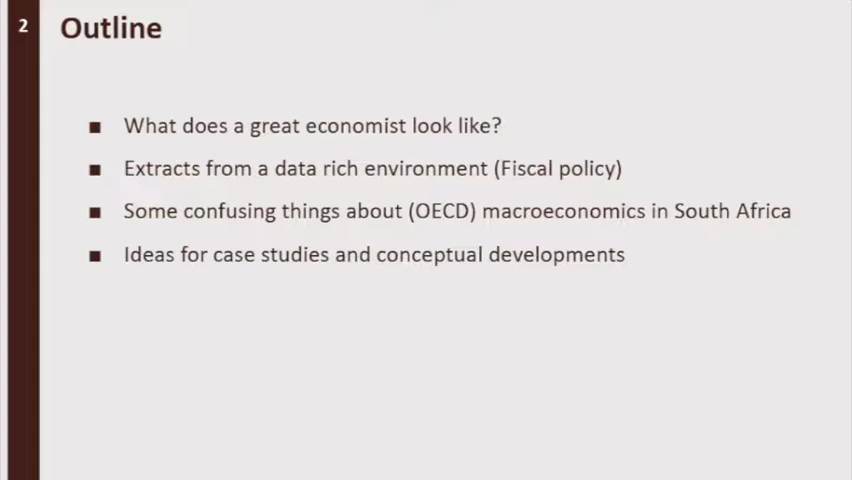 2
Outline
What does a great economist look like?
Extracts from a data rich environment (Fiscal policy)
Some confusing things about (OECD) macroeconomics in South Africa
Ideas for case studies and conceptual developments